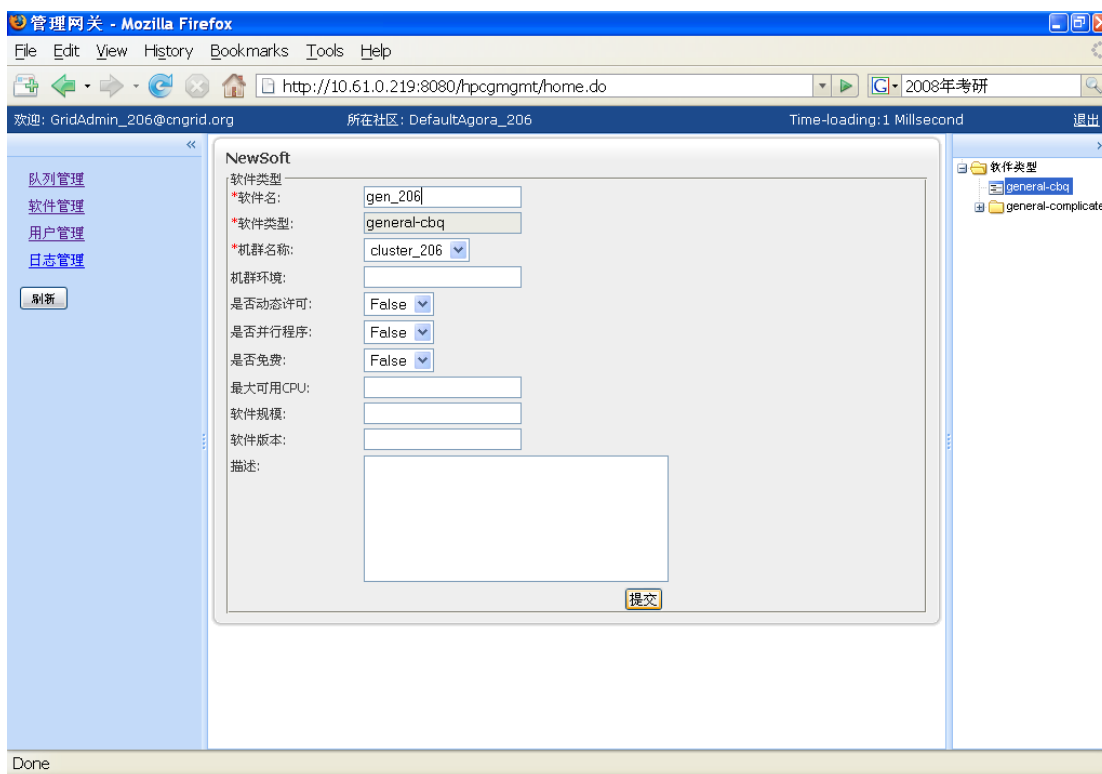 管理网关 - Mozilla Firefox
File Edit View History Bookmarks Tools Help
http://10.61.0.219:8080/hpcgmgmt/home.do
G 2008年考研
欢迎: GridAdmin_206@cngrid.org 所在社区: DefaultAgora_206 Time-loading:1 Millsecond 退出
队列管理
软件管理
用户管理
日志管理
刷新
NewSoft
软件类型
*软件名: gen_206
*软件类型: general-cbq
*机群名称: cluster_206
机群环境:
是否动态许可: False
是否并行程序: False
是否免费: False
最大可用CPU:
软件规模:
软件版本:
描述:
提交
软件类型
general-cbq
general-complicate
Done